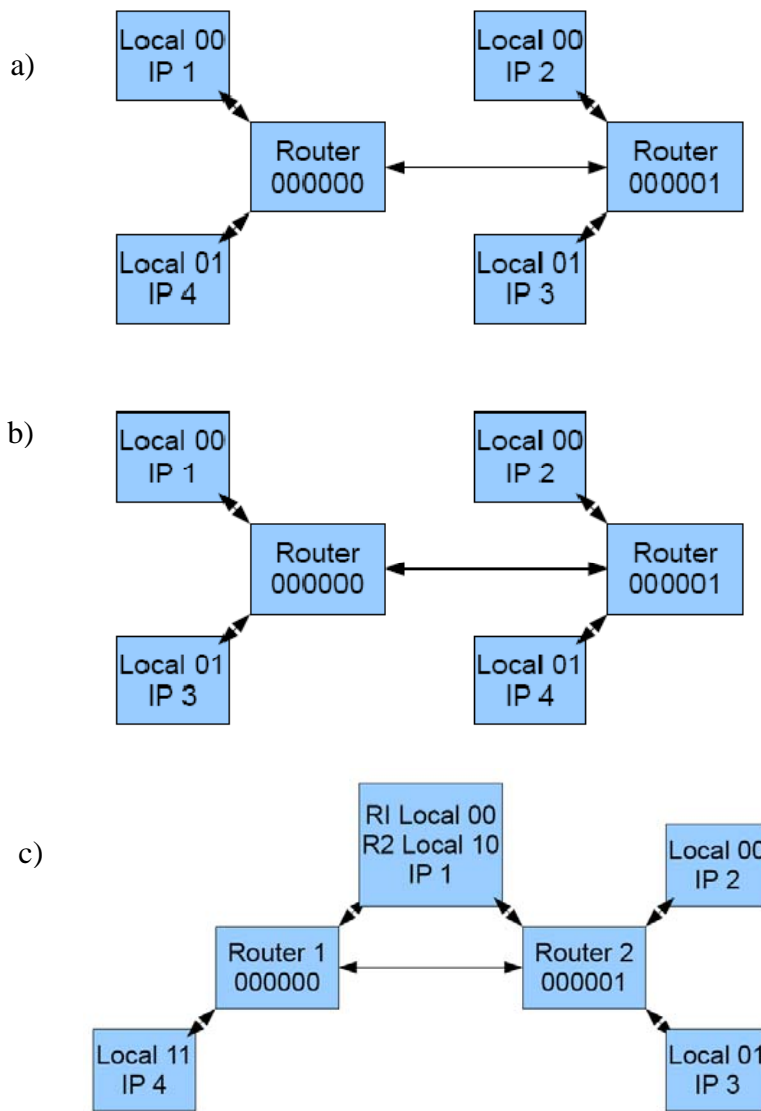 a)
Local 00
IP 1
Local 00
IP 2
Router
000000
Router
000001
Local 01
IP 4
Local 01
IP 3
b)
Local 00
IP 1
Local 00
IP 2
Router
000000
Router
000001
Local 01
IP 3
Local 01
IP 4
c)
RI Local 00
R2 Local 10
IP 1
Local 00
IP 2
Router 1
000000
Router 2
000001
Local 11
IP 4
Local 01
IP 3